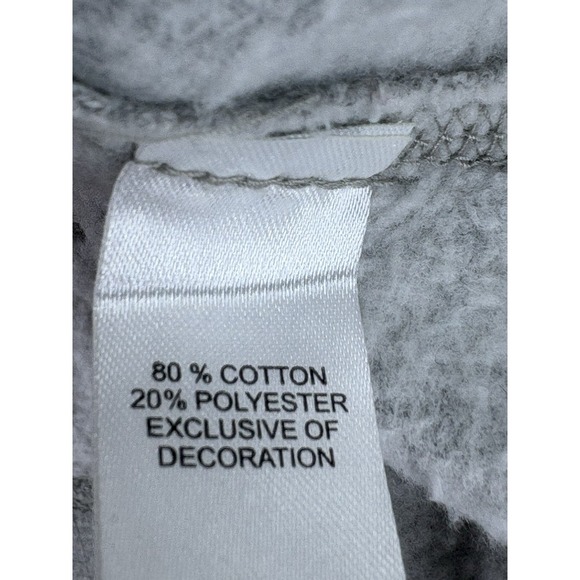 80 % COTTON
20% POLYESTER
EXCLUSIVE OF
DECORATION